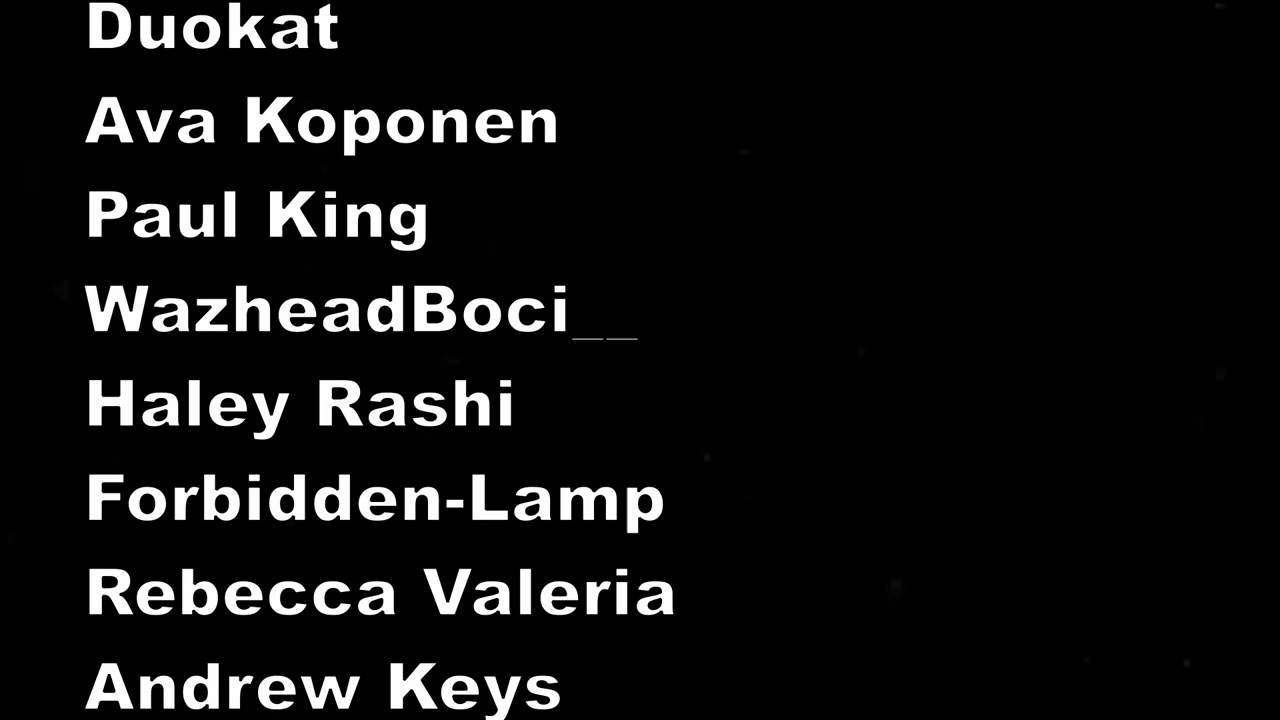 Duokat
Ava Koponen
Paul King
WazheadBoci__
Haley Rashi
Forbidden-Lamp
Rebecca Valeria
Andrew Keys